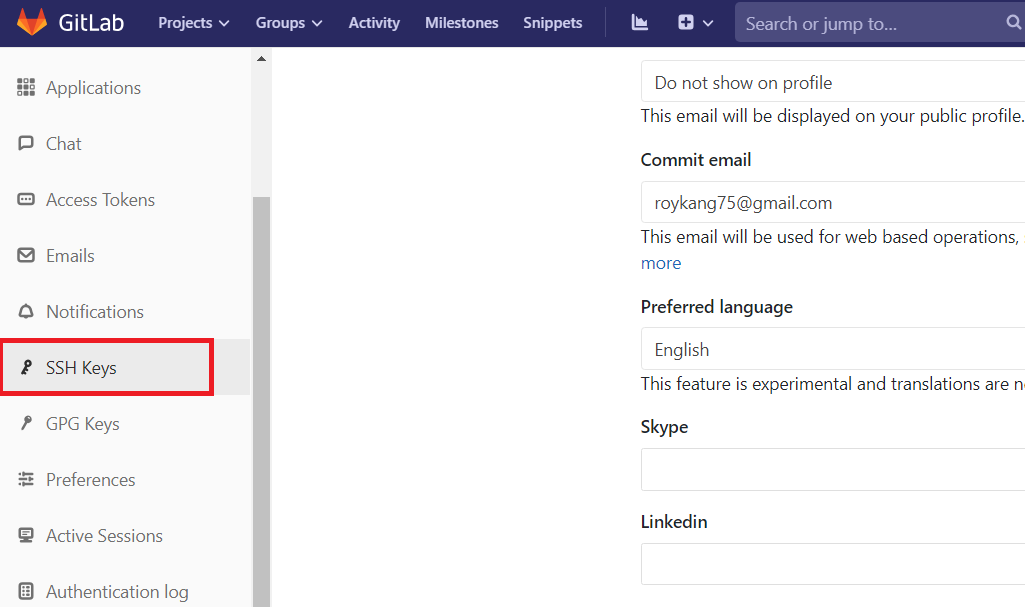 GitLab Projects Groups Activity Milestones Snippets Search or jump to...
Applications
Chat
Access Tokens
Emails
Notifications
SSH Keys
GPG Keys
Preferences
Active Sessions
Authentication log
Do not show on profile
This email will be displayed on your public profile.
Commit email
roykang75@gmail.com
This email will be used for web based operations,
more
Preferred language
English
This feature is experimental and translations are
Skype
Linkedin